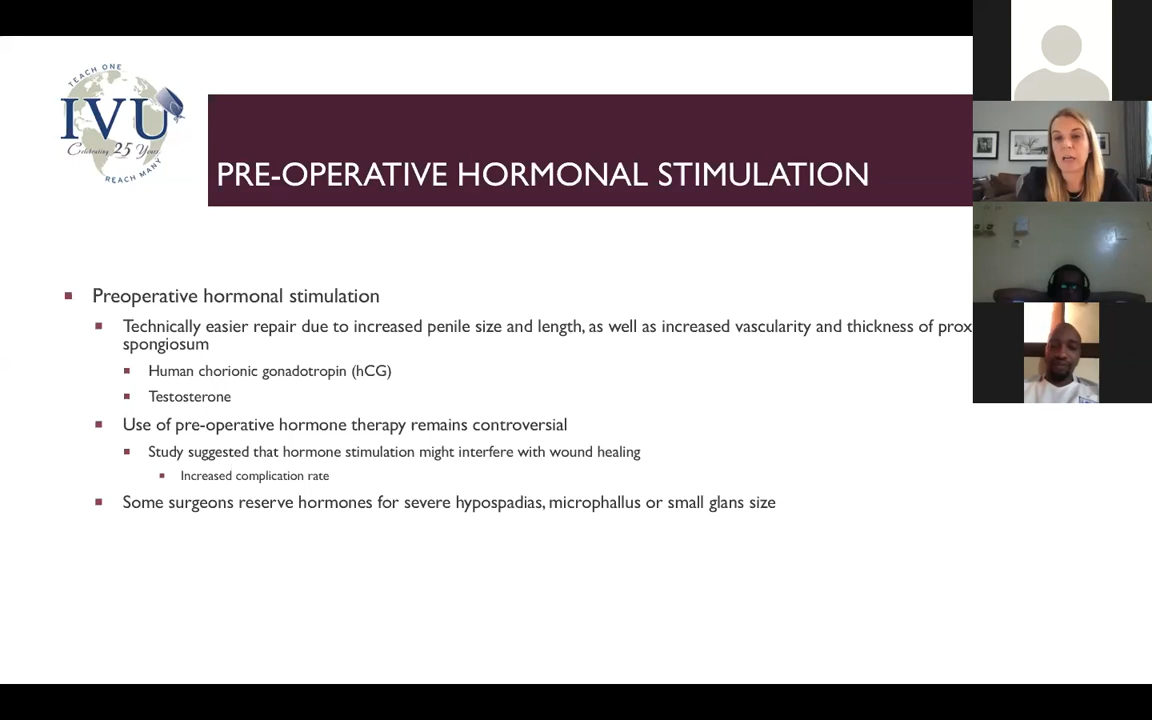 TEACH ONE
IVU
Celebrating 25 Years
REACH MANY
PRE-OPERATIVE HORMONAL STIMULATION
Preoperative hormonal stimulation
Technically easier repair due to increased penile size and length, as well as increased vascularity and thickness of prox
spongiosum
Human chorionic gonadotropin (hCG)
Testosterone
Use of pre-operative hormone therapy remains controversial
Study suggested that hormone stimulation might interfere with wound healing
Increased complication rate
Some surgeons reserve hormones for severe hypospadias, microphallus or small glans size